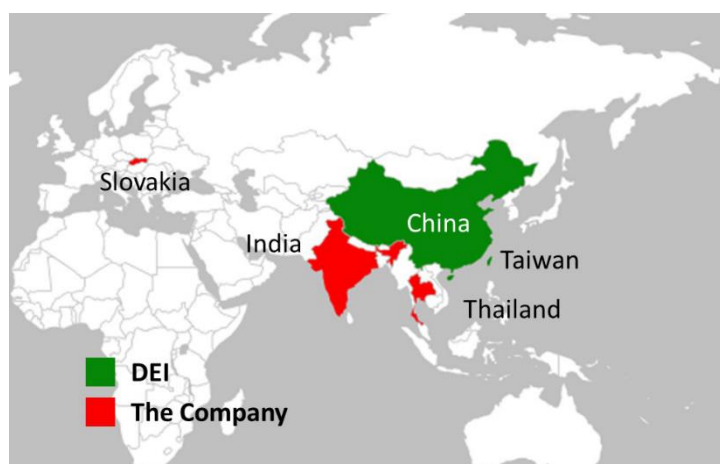 Slovakia
China
India
Taiwan
Thailand
DEI
The Company